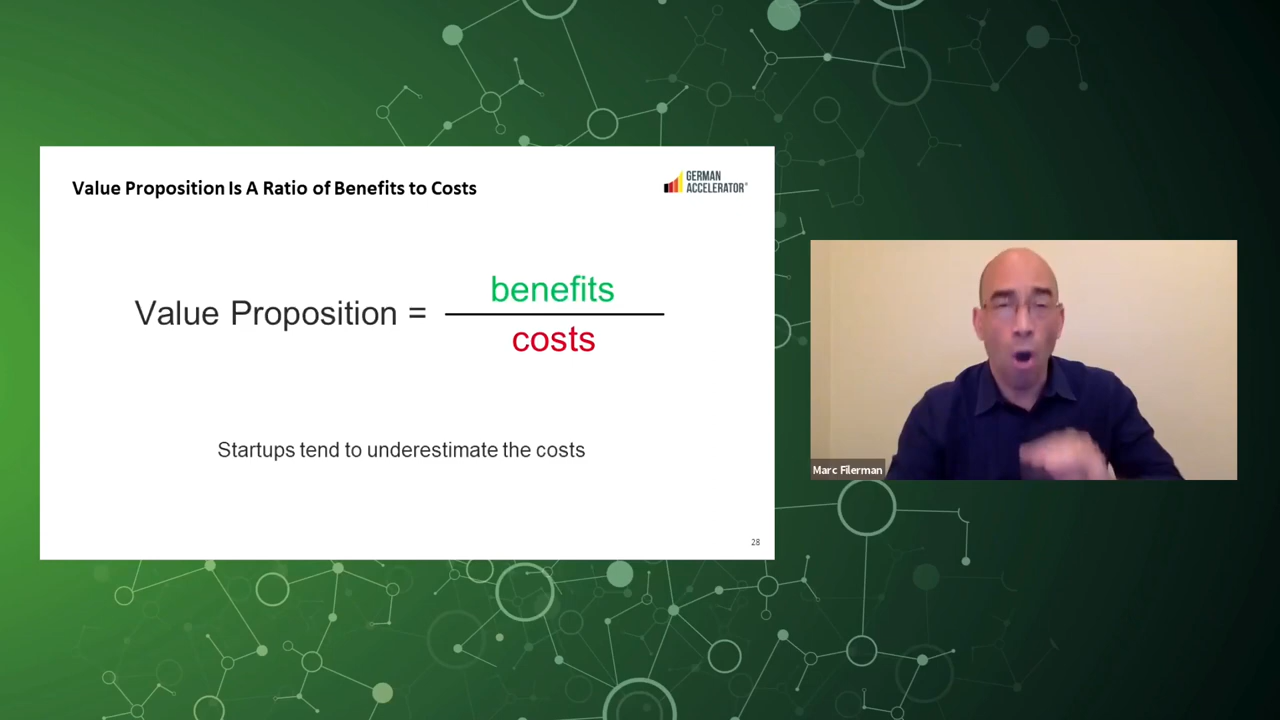 Value Proposition Is A Ratio of Benefits to Costs
GERMAN
ACCELERATOR®
benefits
Value Proposition =
costs
Startups tend to underestimate the costs
28
Marc Filerman